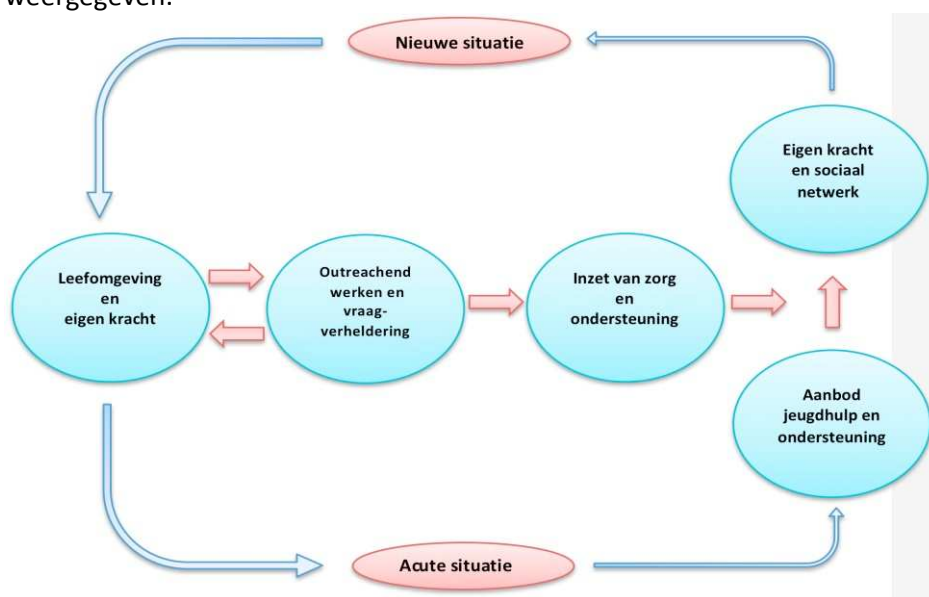 weergegeven.
Nieuwe situatie
Eigen kracht
en sociaal
netwerk
Leefomgeving
en
eigen kracht
Outreachend
werken en
vraag-
verheldering
Inzet van zorg
en
ondersteuning
Aanbod
jeugdhulp en
ondersteuning
Acute situatie